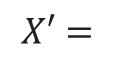 X′ =